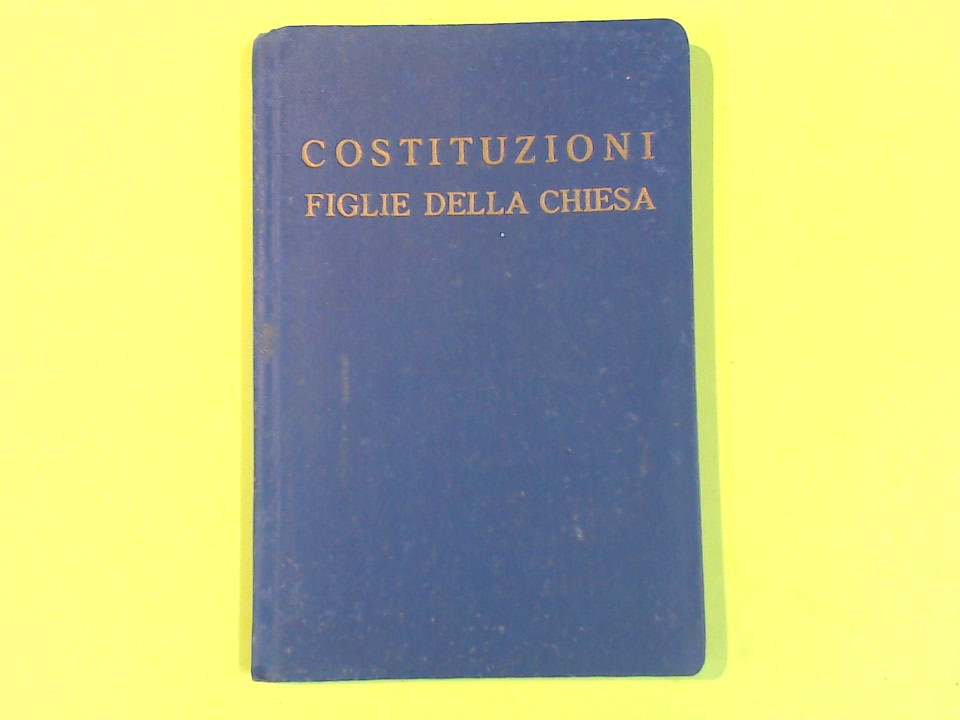 COSTITUZIONI
FIGLIE DELLA CHIESA